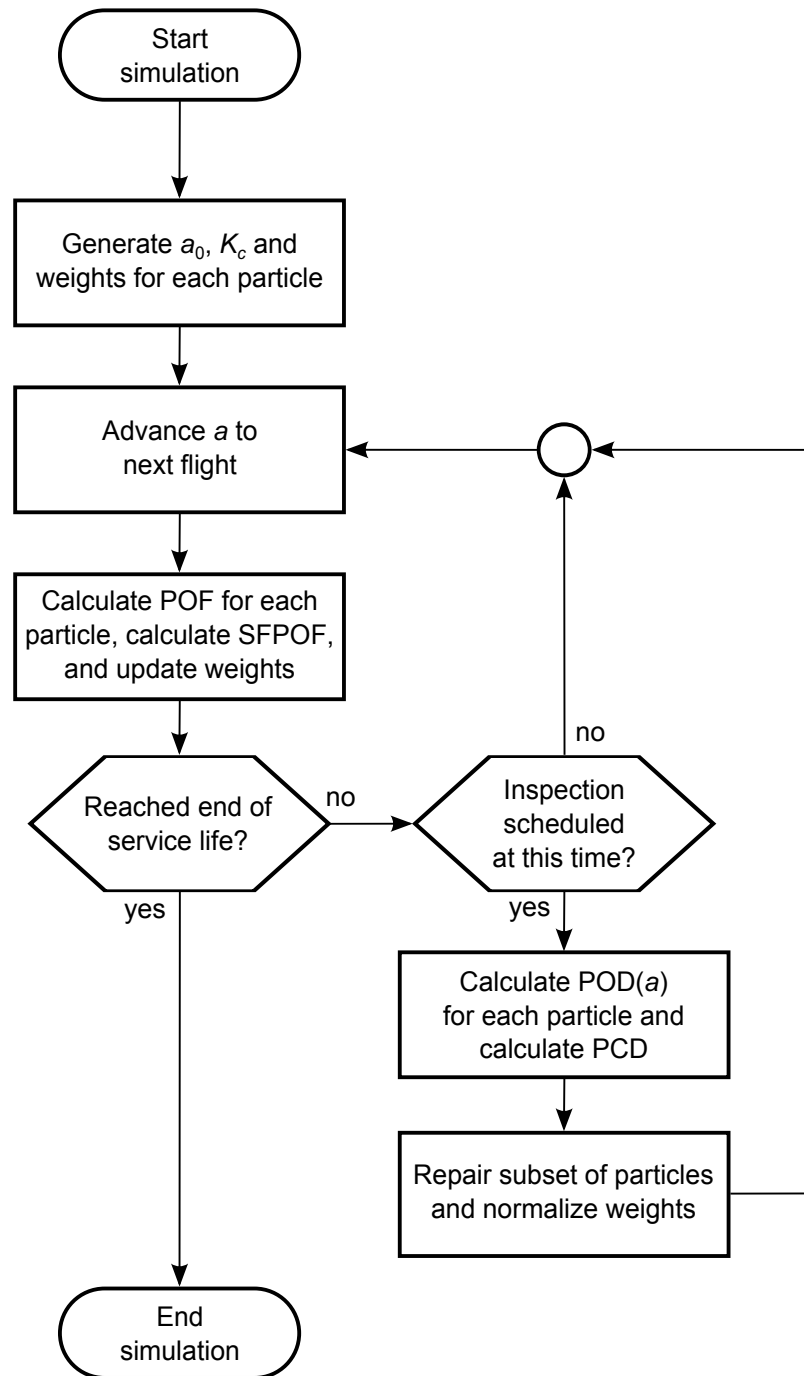 Start
simulation
Generate a₀, K_c and
weights for each particle
Advance a to
next flight
Calculate POF for each
particle, calculate SFPOF,
and update weights
Reached end of
service life?
no
yes
Inspection
scheduled
at this time?
no
yes
Calculate POD(a)
for each particle and
calculate PCD
Repair subset of particles
and normalize weights
End
simulation